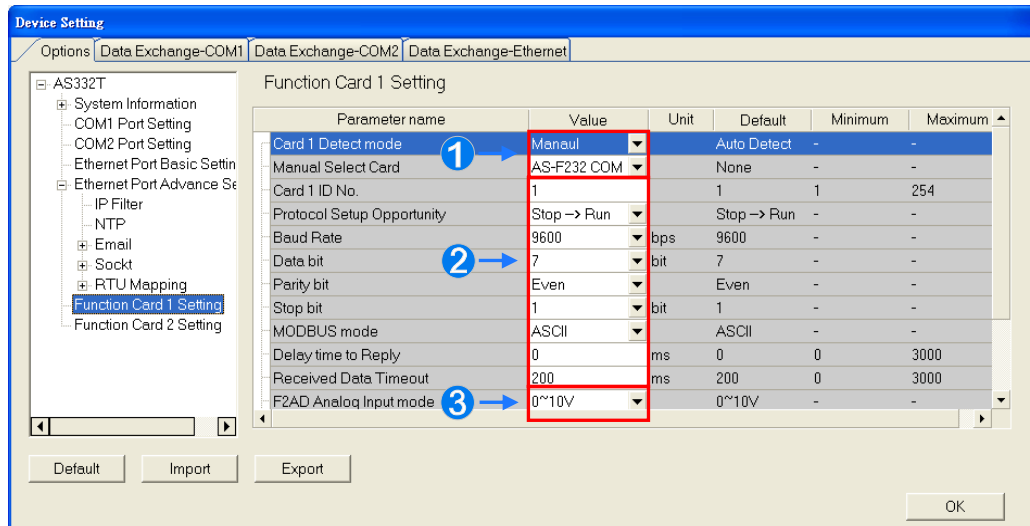 Device Setting
Options Data Exchange-COM1 Data Exchange-COM2 Data Exchange-Ethernet
AS332T
System Information
COM1 Port Setting
COM2 Port Setting
Ethernet Port Basic Settin
Ethernet Port Advance Se
IP Filter
NTP
Email
Sockt
RTU Mapping
Function Card 1 Setting
Function Card 2 Setting
Function Card 1 Setting
Parameter name Value Unit Default Minimum Maximum
Card 1 Detect mode Manaul Auto Detect - -
1
Manual Select Card AS-F232 COM None - -
Card 1 ID No. 1 1 1 254
Protocol Setup Opportunity Stop –> Run Stop –> Run - -
Baud Rate 9600 bps 9600 - -
Data bit 2 7 bit 7 - -
Parity bit Even Even - -
Stop bit 1 bit 1 - -
MODBUS mode ASCII ASCII - -
Delay time to Reply 0 ms 0 0 3000
Received Data Timeout 200 ms 200 0 3000
F2AD Analog Input mode 3 0~10V 0~10V - -
Default Import Export
OK